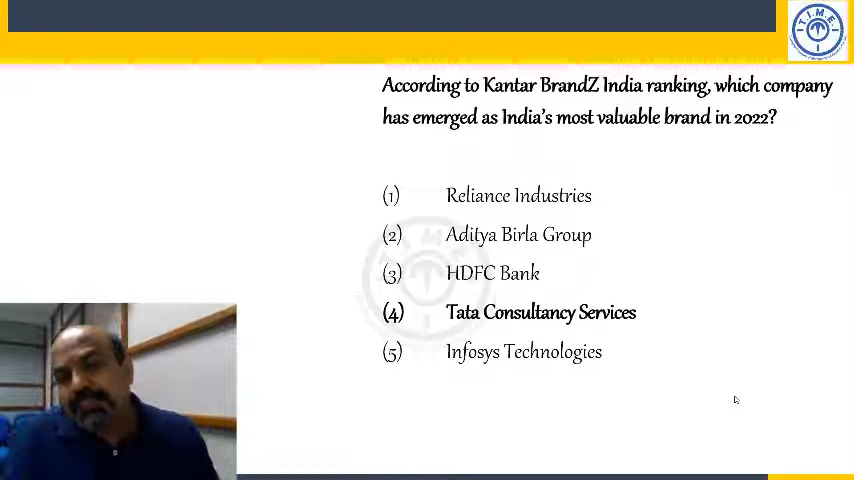 T.I.M.E.
According to Kantar BrandZ India ranking, which company
has emerged as India's most valuable brand in 2022?
(1) Reliance Industries
(2) Aditya Birla Group
(3) HDFC Bank
(4) Tata Consultancy Services
(5) Infosys Technologies